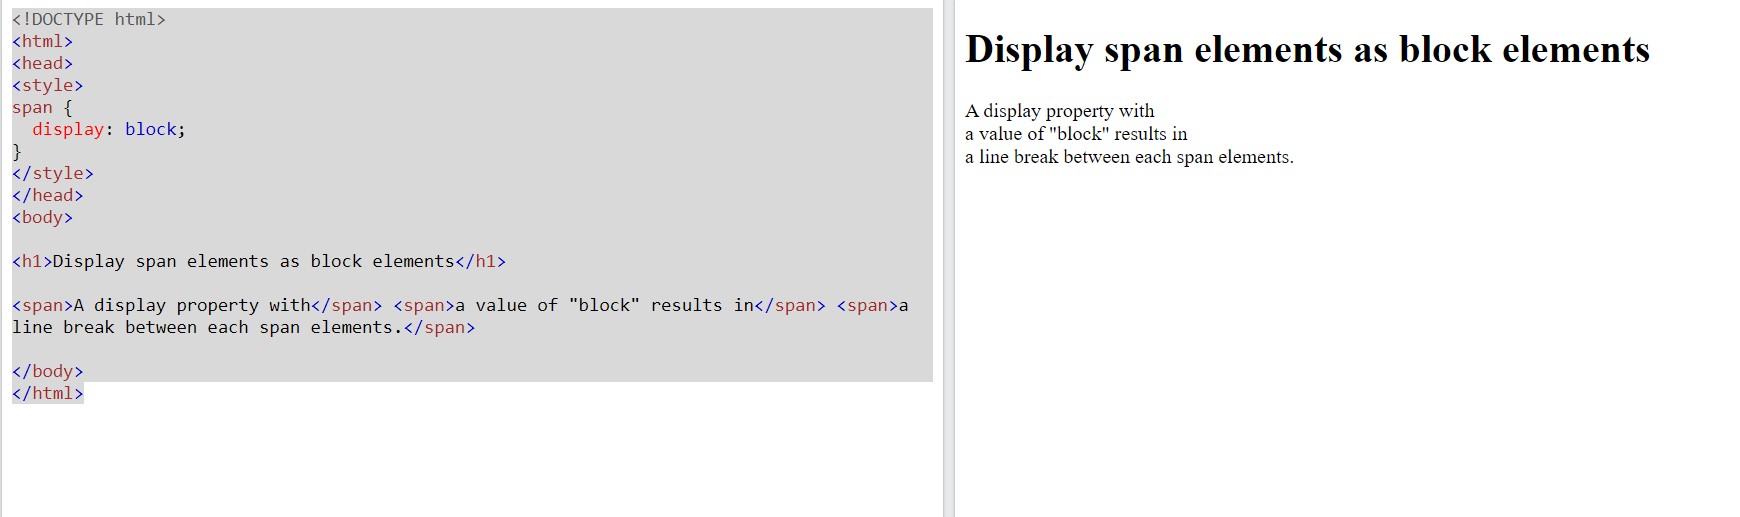 <!DOCTYPE html>
<html>
<head>
<style>
span {
  display: block;
}
</style>
</head>
<body>
<h1>Display span elements as block elements</h1>
<span>A display property with</span> <span>a value of "block" results in</span> <span>a
line break between each span elements.</span>
</body>
</html>
Display span elements as block elements
A display property with
a value of "block" results in
a line break between each span elements.